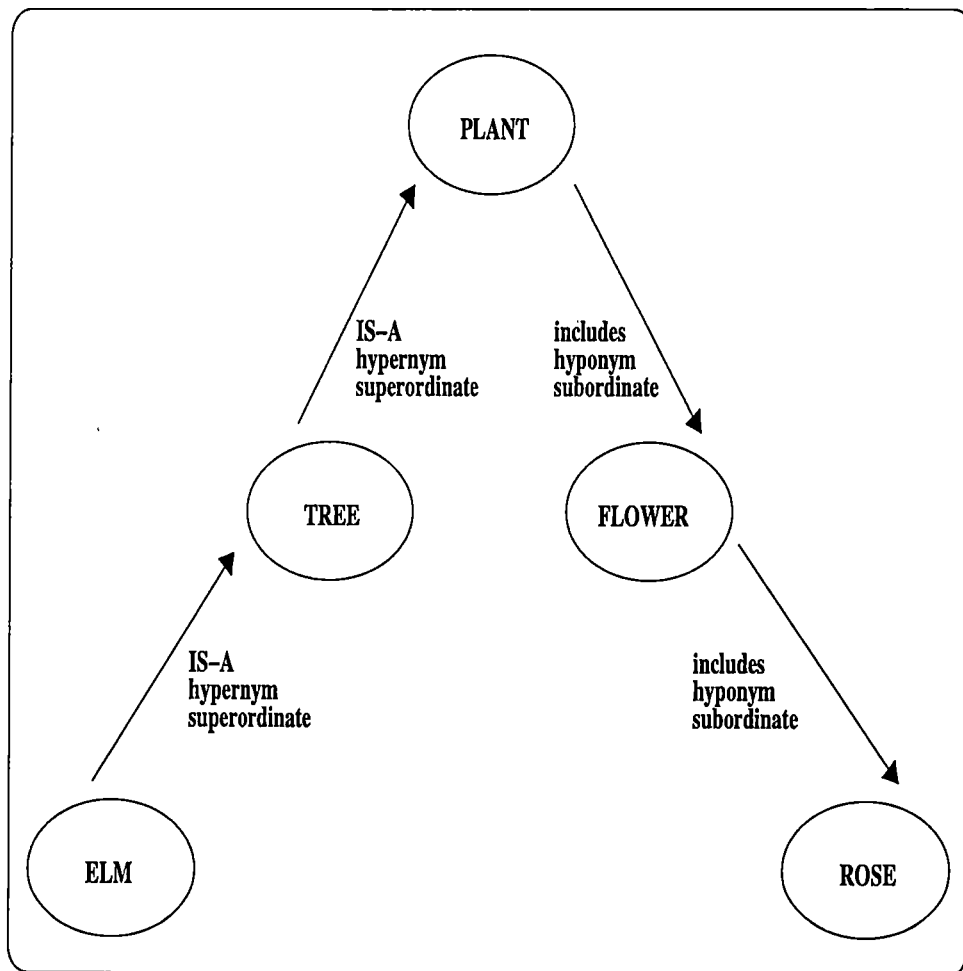 PLANT
IS–A
hypernym
superordinate
includes
hyponym
subordinate
TREE
FLOWER
IS–A
hypernym
superordinate
includes
hyponym
subordinate
ELM
ROSE